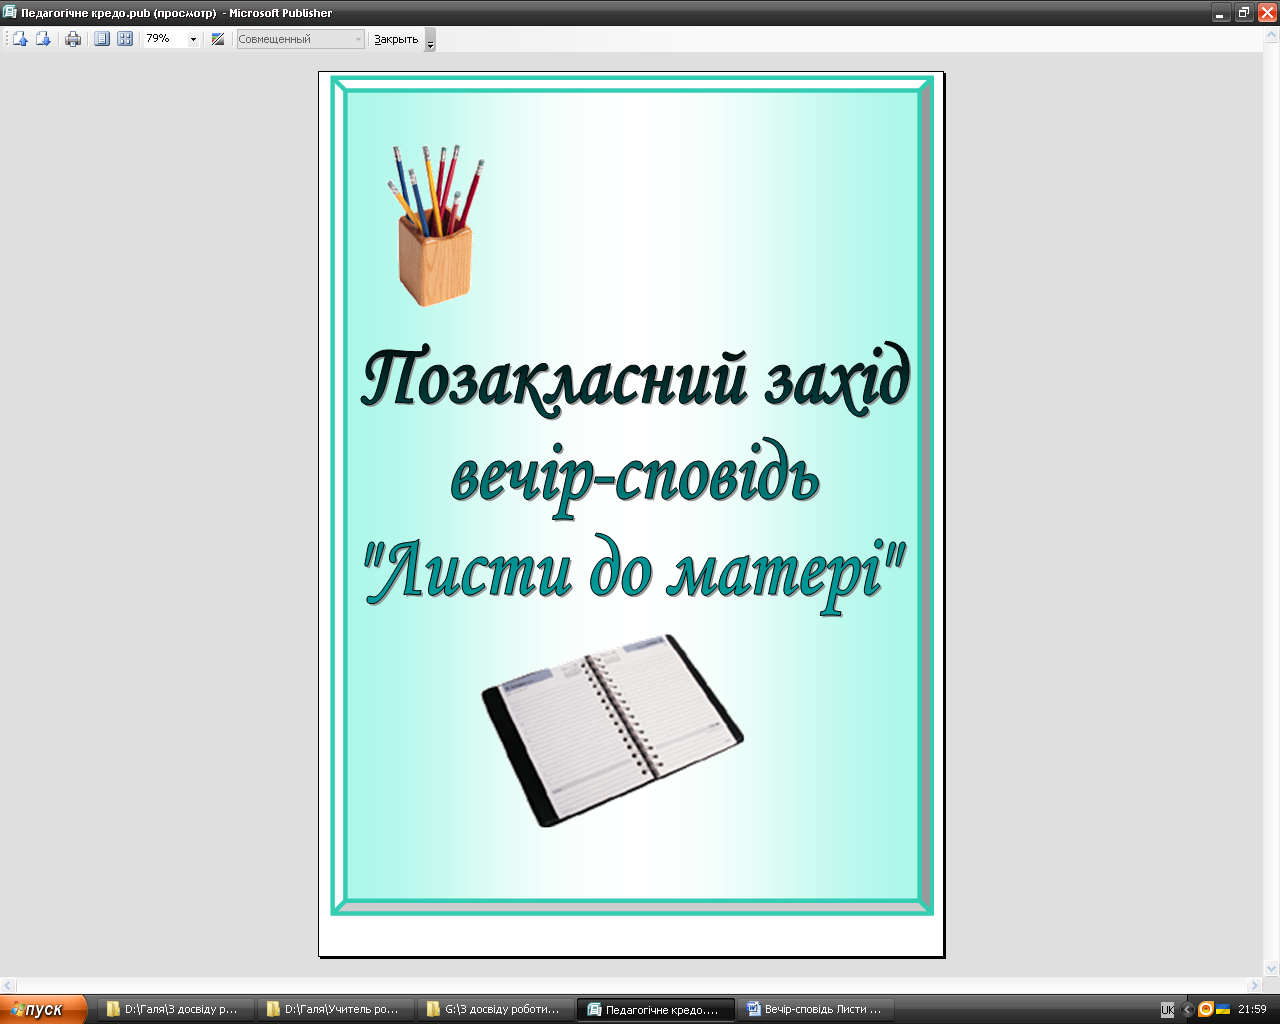 Педагогічне кредо.pub (просмотр) - Microsoft Publisher
79%
Совмещенный
Закрыть
Позакласний захід
вечір-сповідь
"Листи до матері"
пуск
D:\Галя\З досвіду р...
D:\Галя\Учитель ро...
G:\З досвіду роботи...
Педагогічне кредо....
Вечір-сповідь Листи ...
UK
21:59